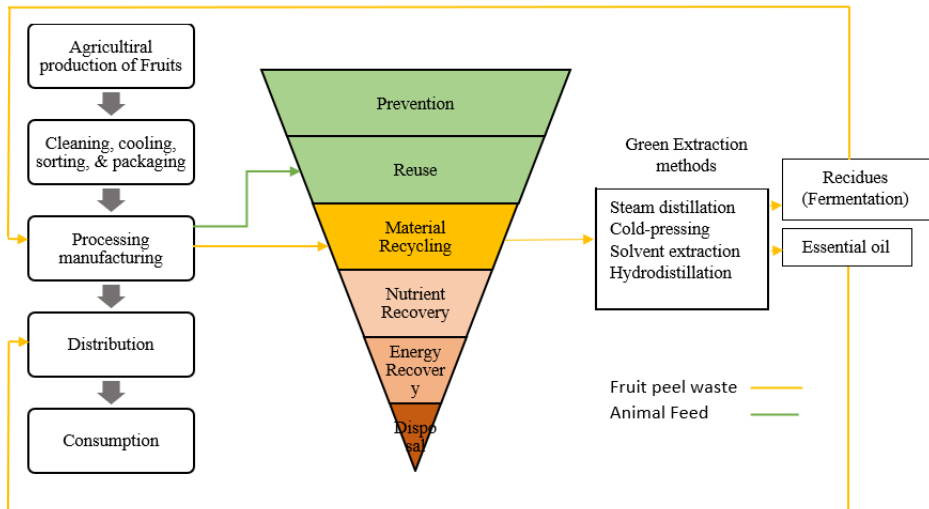 Agricultiral
production of Fruits
Cleaning, cooling,
sorting, & packaging
Processing
manufacturing
Distribution
Consumption
Prevention
Reuse
Material
Recycling
Nutrient
Recovery
Energy
Recover
y
Dispo
sal
Green Extraction
methods
Steam distillation
Cold-pressing
Solvent extraction
Hydrodistillation
Recidues
(Fermentation)
Essential oil
Fruit peel waste
Animal Feed